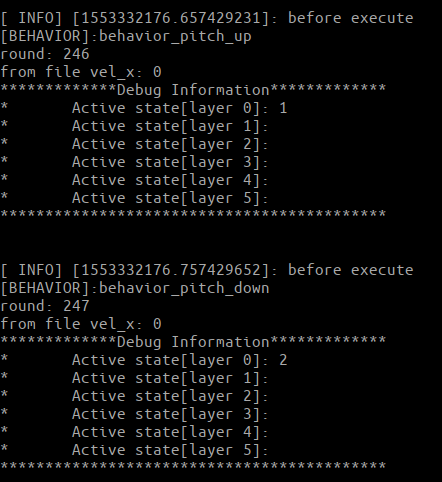 [ INFO] [1553332176.657429231]: before execute
[BEHAVIOR]:behavior_pitch_up
round: 246
from file vel_x: 0
*************Debug Information*************
*       Active state[layer 0]: 1
*       Active state[layer 1]:
*       Active state[layer 2]:
*       Active state[layer 3]:
*       Active state[layer 4]:
*       Active state[layer 5]:
*******************************************
[ INFO] [1553332176.757429652]: before execute
[BEHAVIOR]:behavior_pitch_down
round: 247
from file vel_x: 0
*************Debug Information*************
*       Active state[layer 0]: 2
*       Active state[layer 1]:
*       Active state[layer 2]:
*       Active state[layer 3]:
*       Active state[layer 4]:
*       Active state[layer 5]:
*******************************************